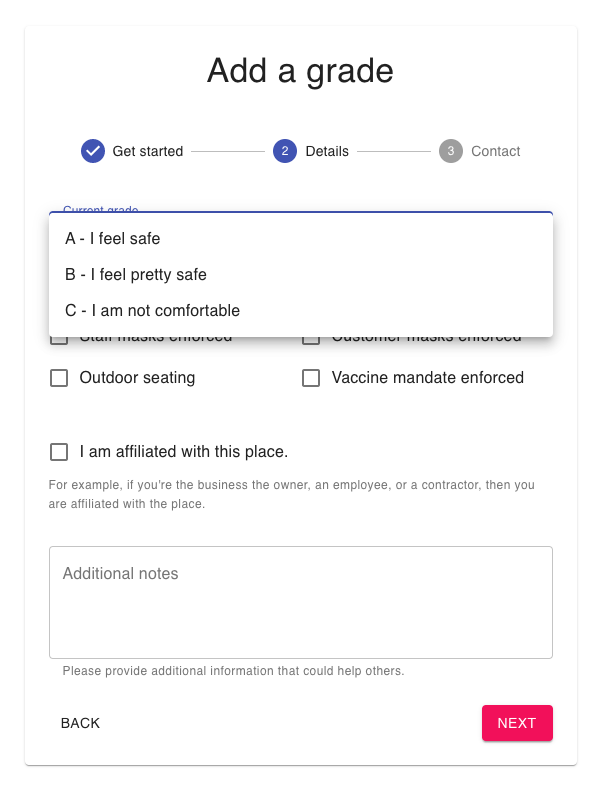 Add a grade
Get started
2 Details
3 Contact
Current grade
A - I feel safe
B - I feel pretty safe
C - I am not comfortable
Staff masks enforced
Customer masks enforced
Outdoor seating
Vaccine mandate enforced
I am affiliated with this place.
For example, if you're the business the owner, an employee, or a contractor, then you
are affiliated with the place.
Additional notes
Please provide additional information that could help others.
BACK
NEXT